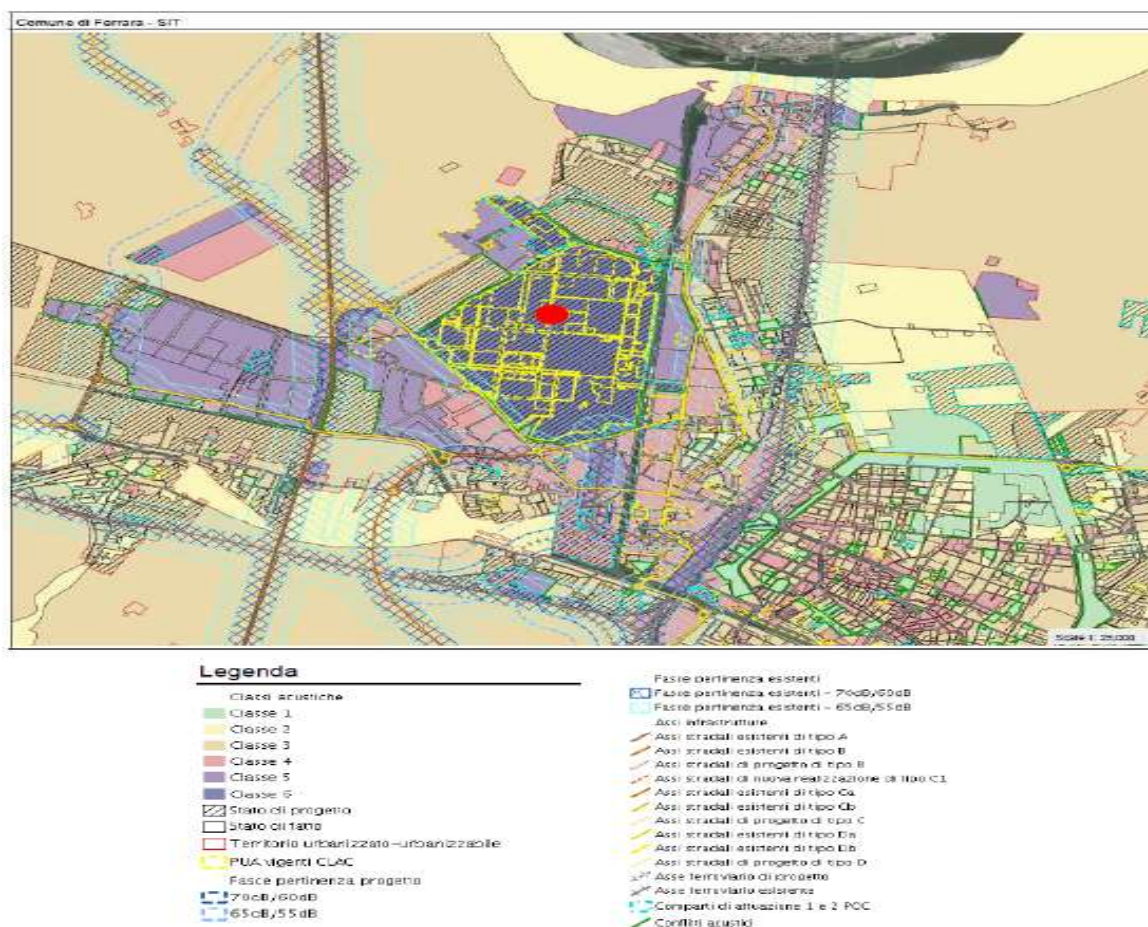 Comune di Ferrara - SIT
Scale 1: 25,000
Legenda
Classi acustiche
Classe 1
Classe 2
Classe 3
Classe 4
Classe 5
Classe 6
Stato di progetto
Stato di fatto
Territorio urbanizzato-urbanizzabile
PUA vigenti CLAC
Fasce pertinenza progetto
70dB/60dB
65dB/55dB
Fasce pertinenza esistenti
Fasce pertinenza esistenti - 70dB/60dB
Fasce pertinenza esistenti - 65dB/55dB
Assi infrastrutture
Assi stradali esistenti di tipo A
Assi stradali esistenti di tipo B
Assi stradali di progetto di tipo B
Assi stradali di nuova realizzazione di tipo C1
Assi stradali esistenti di tipo Ca
Assi stradali esistenti di tipo Cb
Assi stradali di progetto di tipo C
Assi stradali esistenti di tipo Da
Assi stradali esistenti di tipo Db
Assi stradali di progetto di tipo D
Asse ferroviario di progetto
Asse ferroviario esistente
Comparti di attuazione 1 e 2 POC
Conflitti acustici